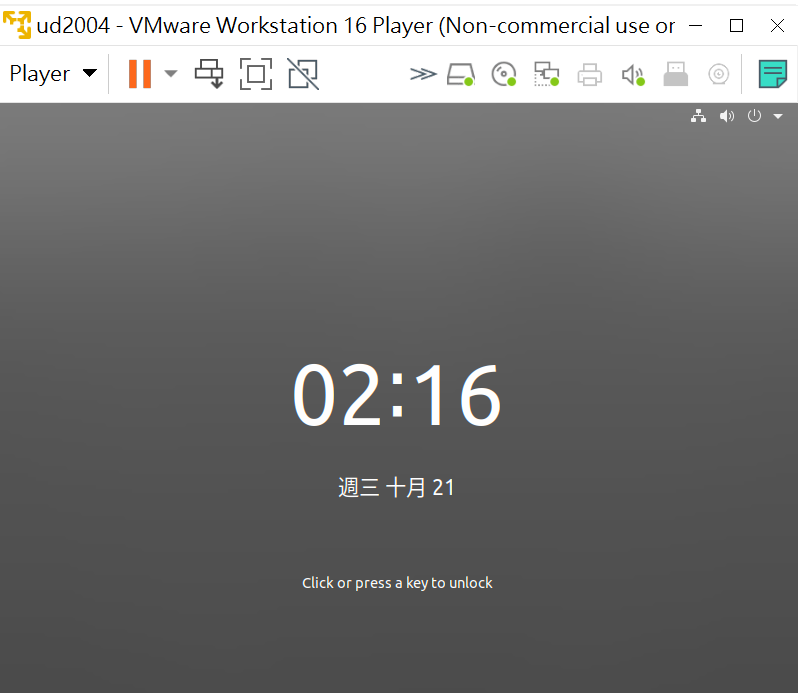 ud2004 - VMware Workstation 16 Player (Non-commercial use or
Player
02:16
週三 十月 21
Click or press a key to unlock